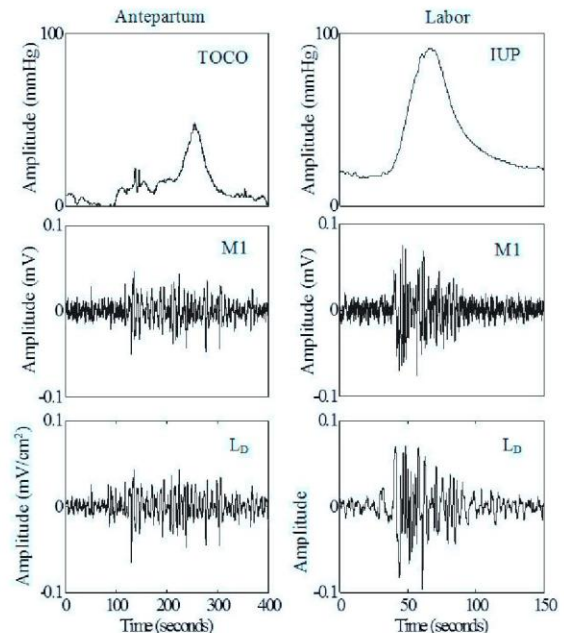 Antepartum
Labor
100
TOCO
Amplitude (mmHg)
0
100
IUP
Amplitude (mmHg)
0
0.1
M1
Amplitude (mV)
0
-0.1
0.1
M1
Amplitude (mV)
0
-0.1
0.1
LD
Amplitude (mV/cm²)
0
-0.1
0 100 200 300 400
Time (seconds)
0.1
LD
Amplitude
0
-0.1
0 50 100 150
Time (seconds)